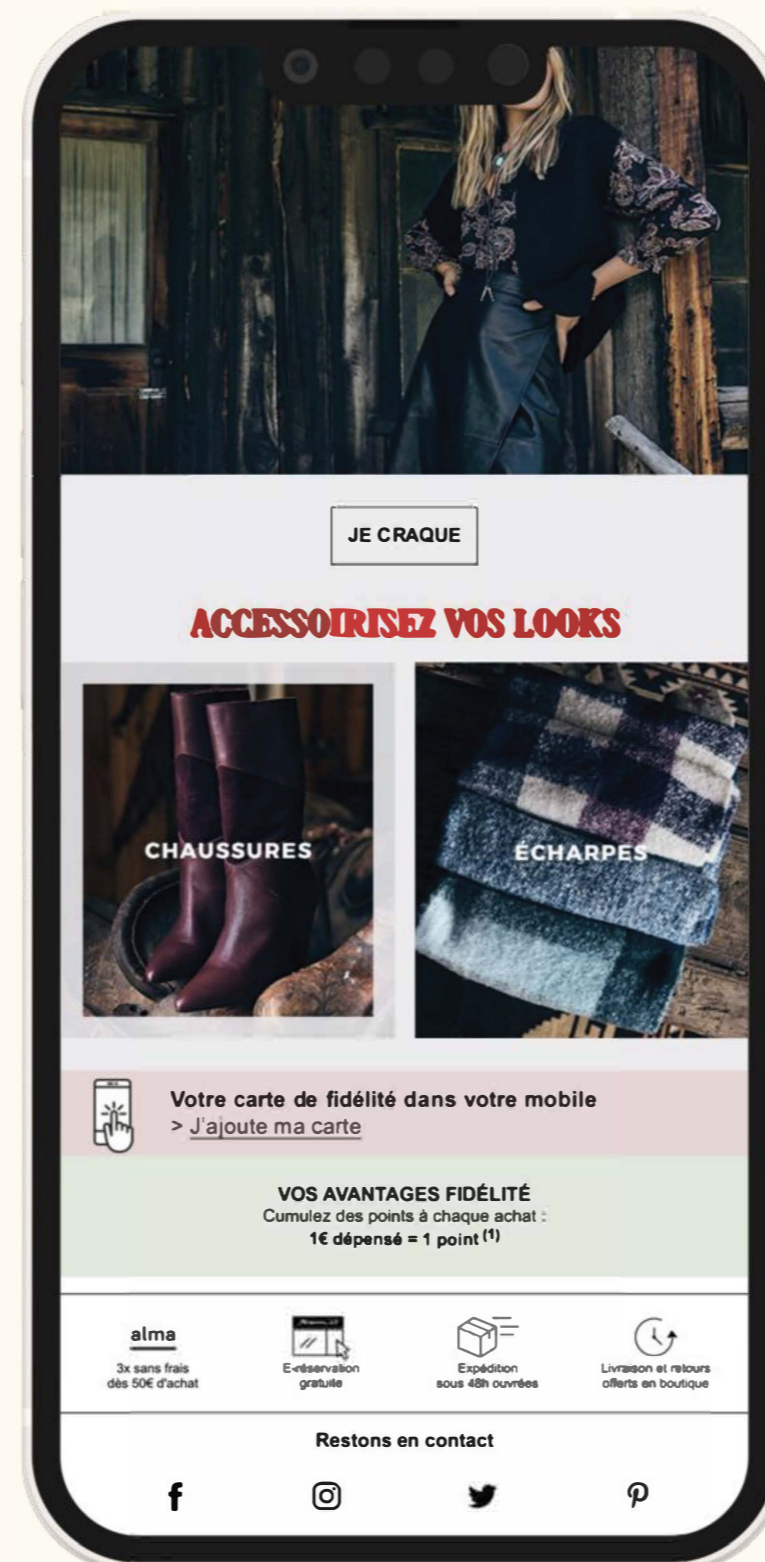 JE CRAQUE
ACCESSOIRISEZ VOS LOOKS
CHAUSSURES
ÉCHARPES
Votre carte de fidélité dans votre mobile
> J'ajoute ma carte
VOS AVANTAGES FIDÉLITÉ
Cumulez des points à chaque achat :
1€ dépensé = 1 point (1)
alma
3x sans frais
dès 50€ d'achat
E-réservation
gratuite
Expédition
sous 48h ouvrées
Livraison et retours
offerts en boutique
Restons en contact